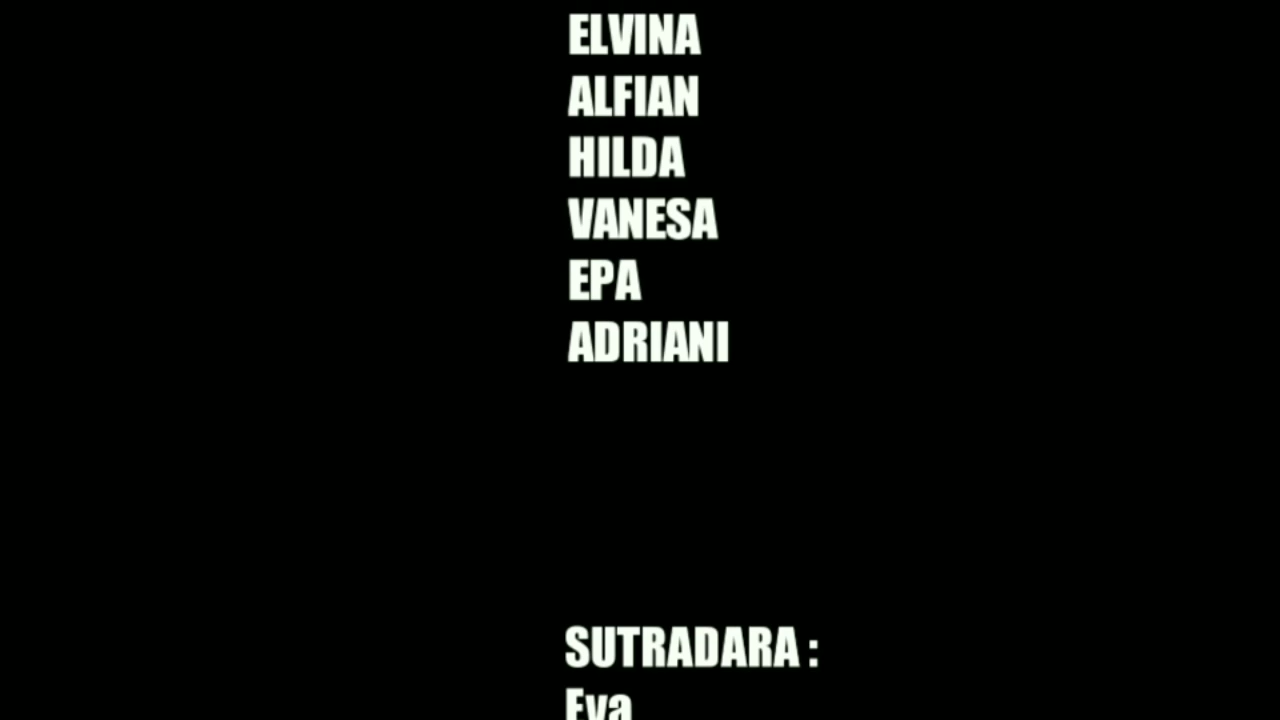 ELVINA
ALFIAN
HILDA
VANESA
EPA
ADRIANI
SUTRADARA :
Eva